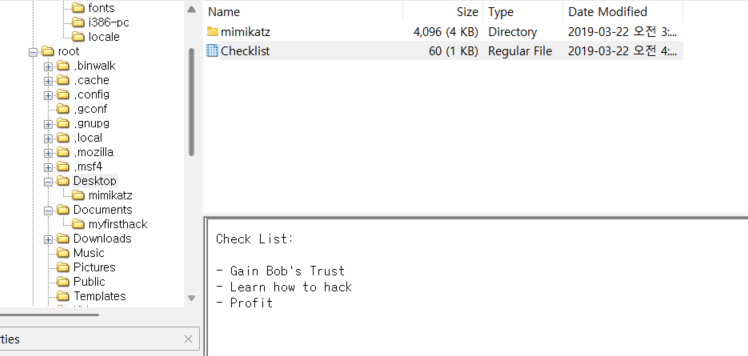 fonts
i386-pc
locale
root
.binwalk
.cache
.config
.gconf
.gnupg
.local
.mozilla
.msf4
Desktop
mimikatz
Documents
myfirsthack
Downloads
Music
Pictures
Public
Templates
ties
Name Size Type Date Modified
mimikatz 4,096 (4 KB) Directory 2019-03-22 오전 3:...
Checklist 60 (1 KB) Regular File 2019-03-22 오전 4:...
Check List:
- Gain Bob's Trust
- Learn how to hack
- Profit